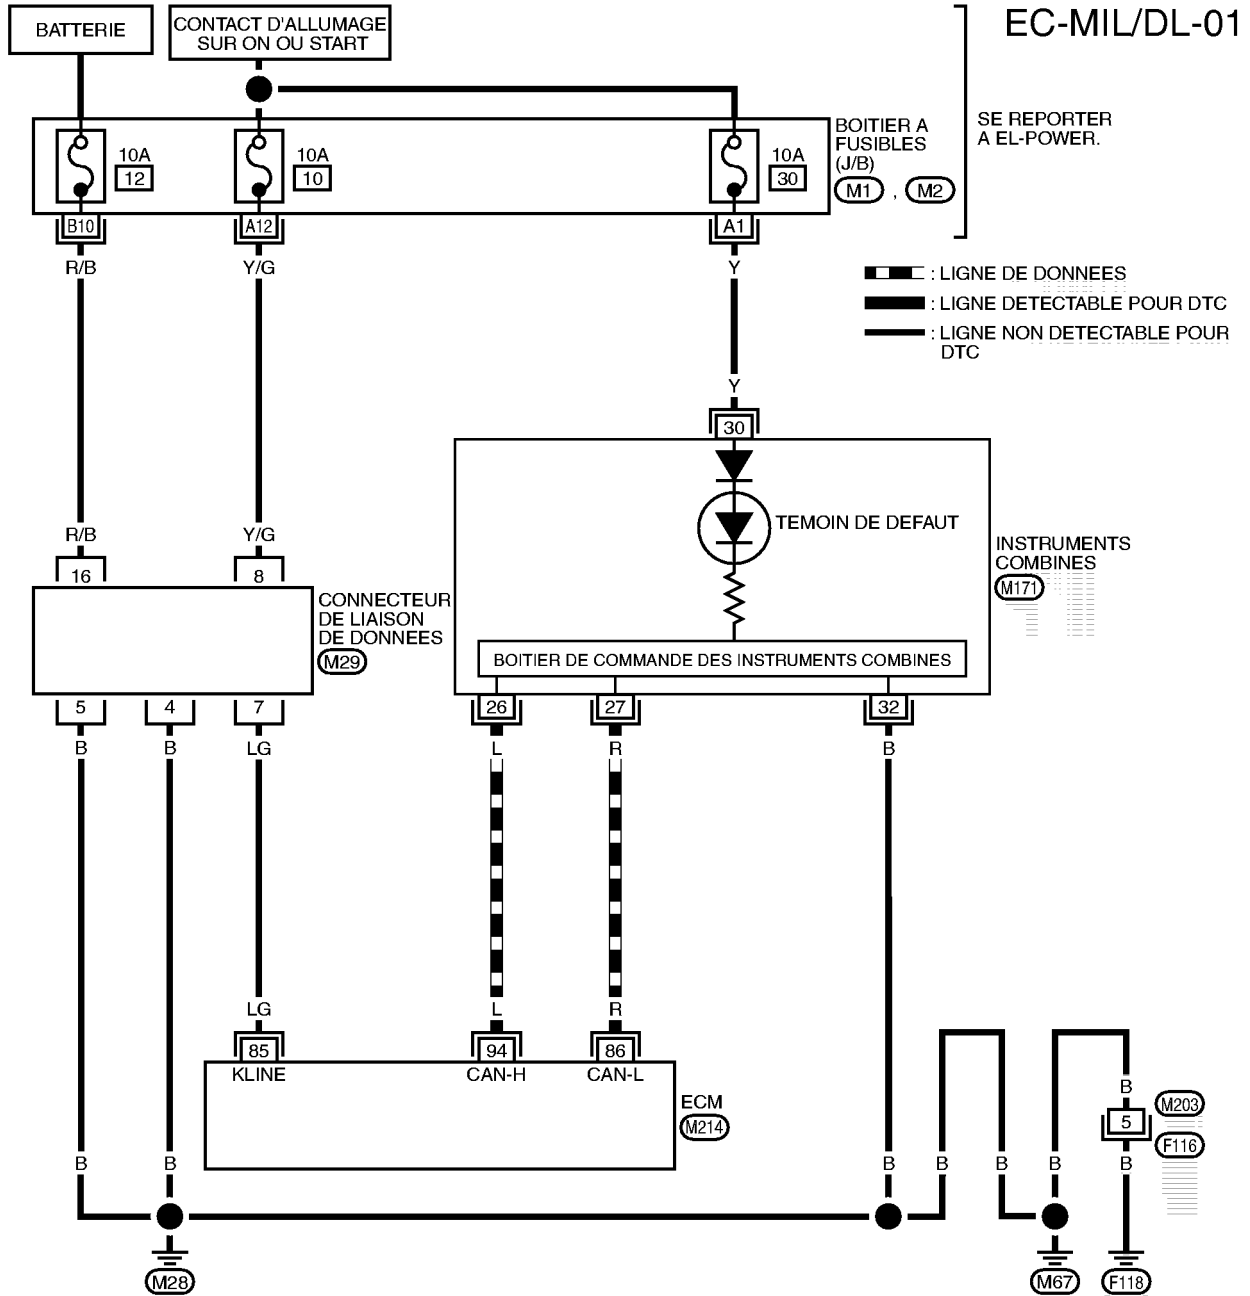 EC-MIL/DL-01
BATTERIE
CONTACT D'ALLUMAGE
SUR ON OU START
SE REPORTER
A EL-POWER.
BOITIER A
FUSIBLES
(J/B)
M1 , M2
10A
12
10A
10
10A
30
B10
A12
A1
R/B
Y/G
Y
: LIGNE DE DONNEES
: LIGNE DETECTABLE POUR DTC
: LIGNE NON DETECTABLE POUR
DTC
Y
30
TEMOIN DE DEFAUT
R/B
Y/G
INSTRUMENTS
COMBINES
M171
16
8
CONNECTEUR
DE LIAISON
DE DONNEES
M29
BOITIER DE COMMANDE DES INSTRUMENTS COMBINES
5
4
7
26
27
32
B
B
LG
L
R
B
LG
L
R
85
94
86
KLINE
CAN-H
CAN-L
ECM
M214
B
M203
5
F116
B
B
B
B
B
B
B
M28
M67
F118